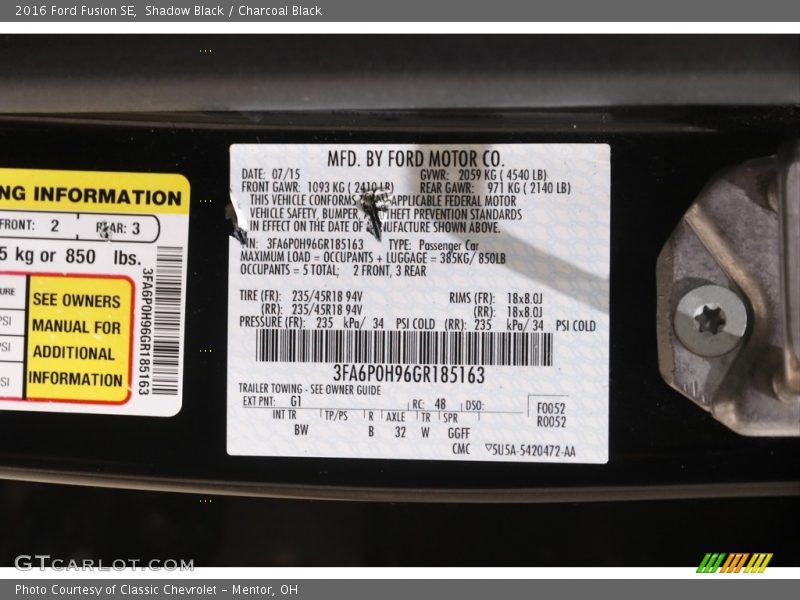 2016 Ford Fusion SE,  Shadow Black / Charcoal Black
NG INFORMATION
FRONT: 2 REAR: 3
5 kg or 850 lbs.
URE
PSI
PSI
SI
SEE OWNERS
MANUAL FOR
ADDITIONAL
INFORMATION
3FA6P0H96GR185163
MFD. BY FORD MOTOR CO.
DATE: 07/15 GVWR: 2059 KG ( 4540 LB)
FRONT GAWR: 1093 KG ( 2410 LB) REAR GAWR: 971 KG ( 2140 LB)
THIS VEHICLE CONFORMS APPLICABLE FEDERAL MOTOR
VEHICLE SAFETY, BUMPER THEFT PREVENTION STANDARDS
IN EFFECT ON THE DATE OF NUFACTURE SHOWN ABOVE.
IN: 3FA6P0H96GR185163 TYPE: Passenger Car
MAXIMUM LOAD = OCCUPANTS + LUGGAGE = 385KG/ 850LB
OCCUPANTS = 5 TOTAL; 2 FRONT, 3 REAR
TIRE (FR): 235/45R18 94V RIMS (FR): 18x8.0J
(RR): 235/45R18 94V (RR): 18x8.0J
PRESSURE (FR): 235 kPa/ 34 PSI COLD (RR): 235 kPa/ 34 PSI COLD
3FA6P0H96GR185163
TRAILER TOWING - SEE OWNER GUIDE
EXT PNT: G1 RC: 48 DSO: F0052
R0052
INT TR TP/PS R AXLE TR SPR
BW B 32 W GGFF
CMC ▽5U5A-5420472-AA
GTCARLOT.COM
Photo Courtesy of Classic Chevrolet – Mentor, OH